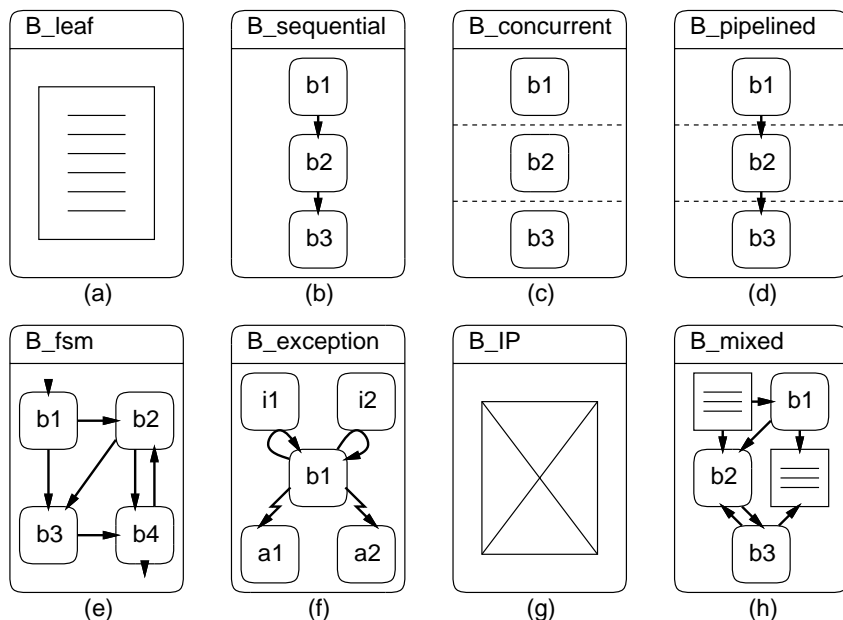 B_leaf
B_sequential
B_concurrent
B_pipelined
b1
b1
b1
b2
b2
b2
b3
b3
b3
(a)
(b)
(c)
(d)
B_fsm
B_exception
B_IP
B_mixed
b1
b2
i1
i2
b1
b1
b2
b3
b4
a1
a2
b3
(e)
(f)
(g)
(h)